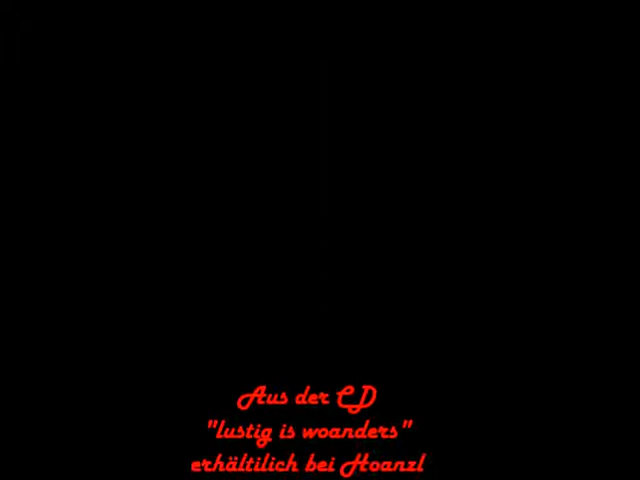 Aus der CD
"lustig is woanders"
erhältilich bei Hoanzl